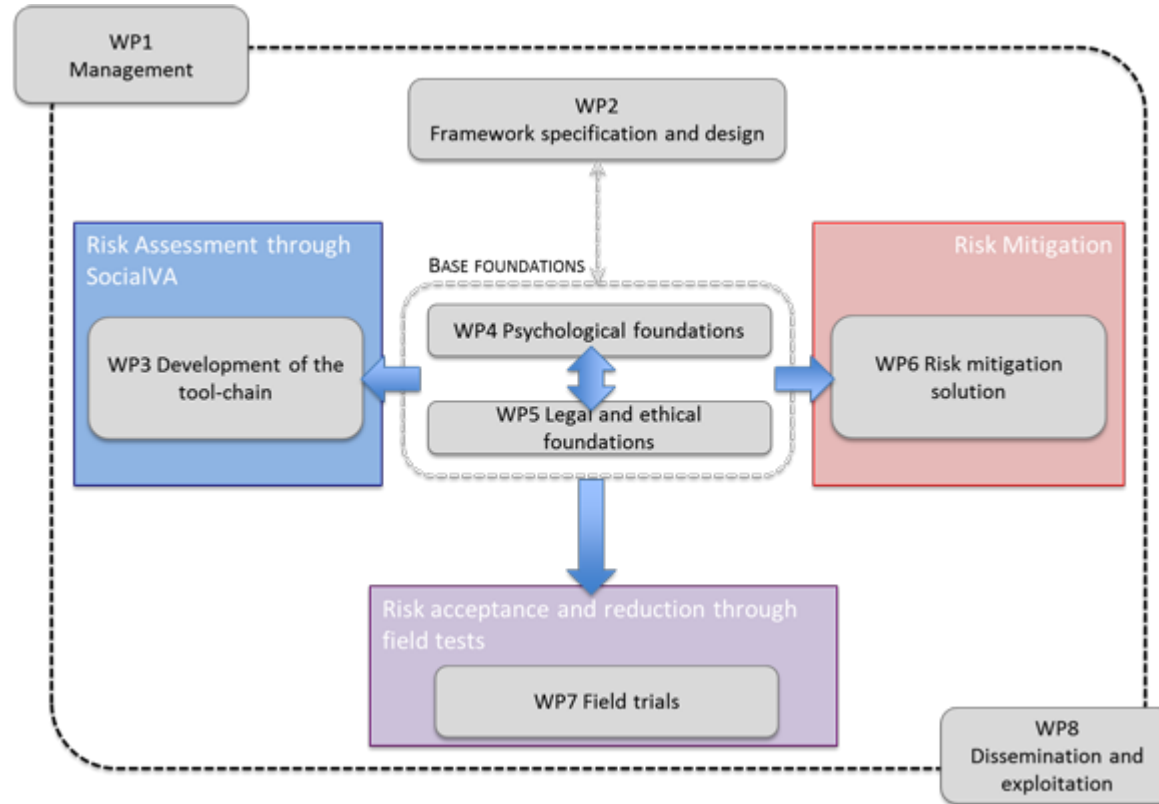 WP1
Management
WP2
Framework specification and design
Risk Assessment through
SocialVA
Risk Mitigation
BASE FOUNDATIONS
WP4 Psychological foundations
WP3 Development of the
tool-chain
WP6 Risk mitigation
solution
WP5 Legal and ethical
foundations
Risk acceptance and reduction through
field tests
WP7 Field trials
WP8
Dissemination and
exploitation